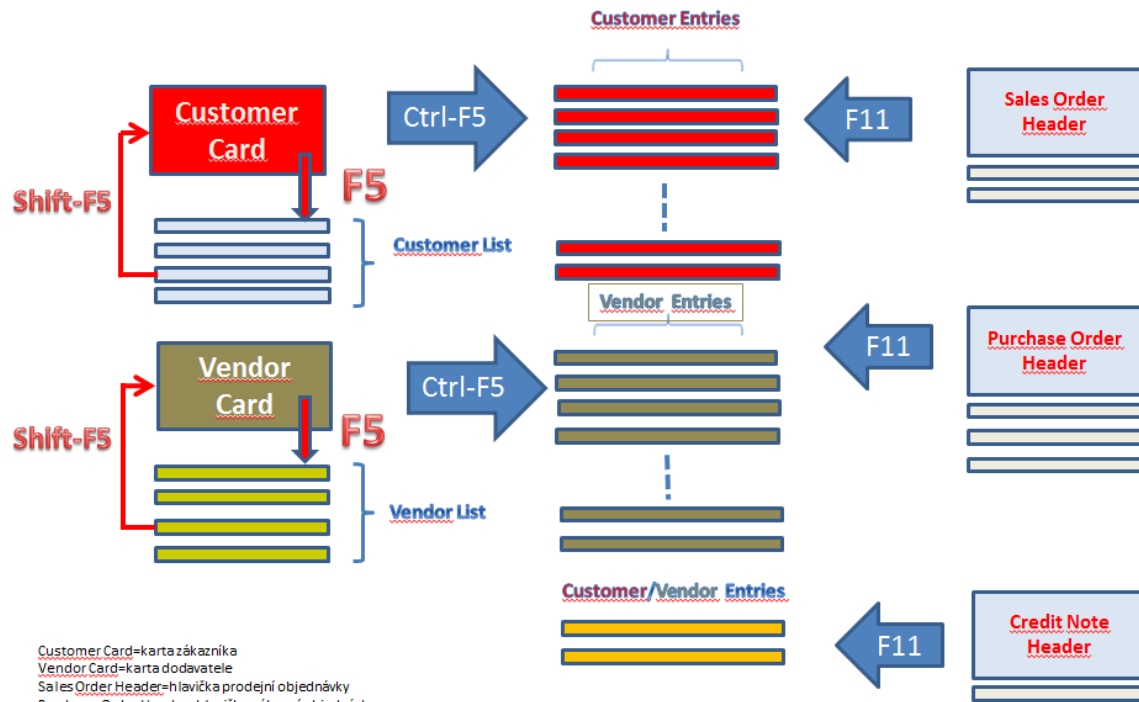 Customer Entries
Customer
Card
Ctrl-F5
F11
Sales Order
Header
Shift-F5
F5
Customer List
Vendor Entries
Vendor
Card
Ctrl-F5
F11
Purchase Order
Header
Shift-F5
F5
Vendor List
Customer/Vendor Entries
F11
Credit Note
Header
Customer Card=karta zákazníka
Vendor Card=karta dodavatele
Sales Order Header=hlavička prodejní objednávky